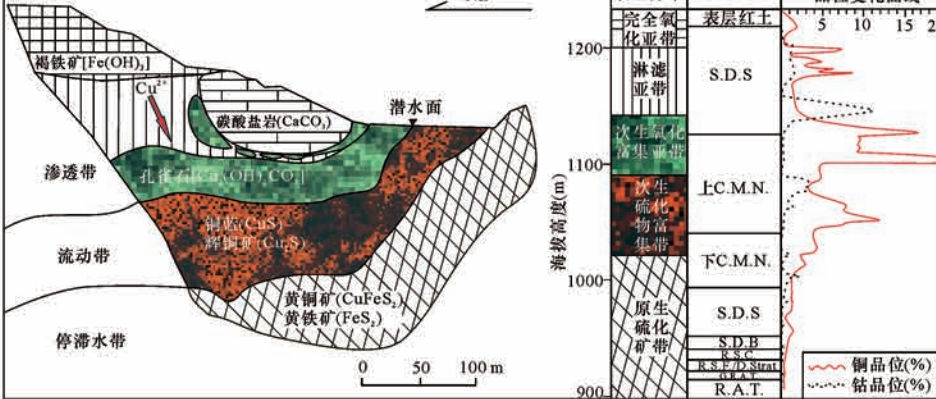 褐铁矿[Fe(OH)₃]
Cu²⁺
碳酸盐岩(CaCO₃)
潜水面
渗透带
孔雀石[Cu₂(OH)₂CO₃]
铜蓝(CuS)
辉铜矿(Cu₂S)
流动带
黄铜矿(CuFeS₂)
黄铁矿(FeS₂)
停滞水带
0 50 100 m
海拔高度(m)
1200
1100
1000
900
完全氧
化亚带
淋滤
亚带
次生氧化
富集亚带
次生
硫化
物富
集带
原生
硫化
矿带
表层红土
S.D.S
上C.M.N.
下C.M.N.
S.D.S
S.D.B
R.S.C.
R.S.F./D.Strat
G.R.A.T.
R.A.T.
5 10 15
铜品位(%)
钴品位(%)